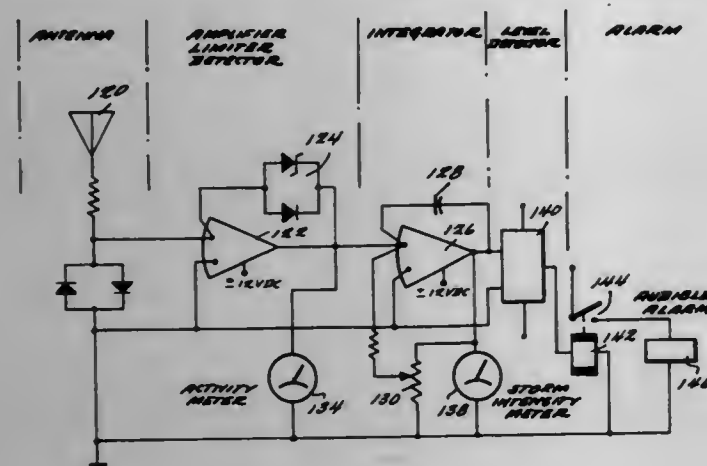 ANTENNA
AMPLIFIER
LIMITER
DETECTOR
INTEGRATOR
LEVEL
DETECTOR
ALARM
120
124
122
±12VDC
128
126
±12VDC
140
144
AUDIBLE
ALARM
142
ACTIVITY
METER
134
130
138
STORM
INTENSITY
METER